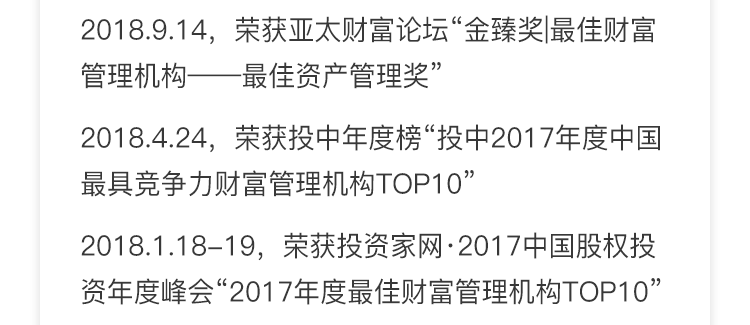 2018.9.14，荣获亚太财富论坛“金臻奖|最佳财富
管理机构——最佳资产管理奖”
2018.4.24，荣获投中年度榜“投中2017年度中国
最具竞争力财富管理机构TOP10”
2018.1.18-19，荣获投资家网·2017中国股权投
资年度峰会“2017年度最佳财富管理机构TOP10”